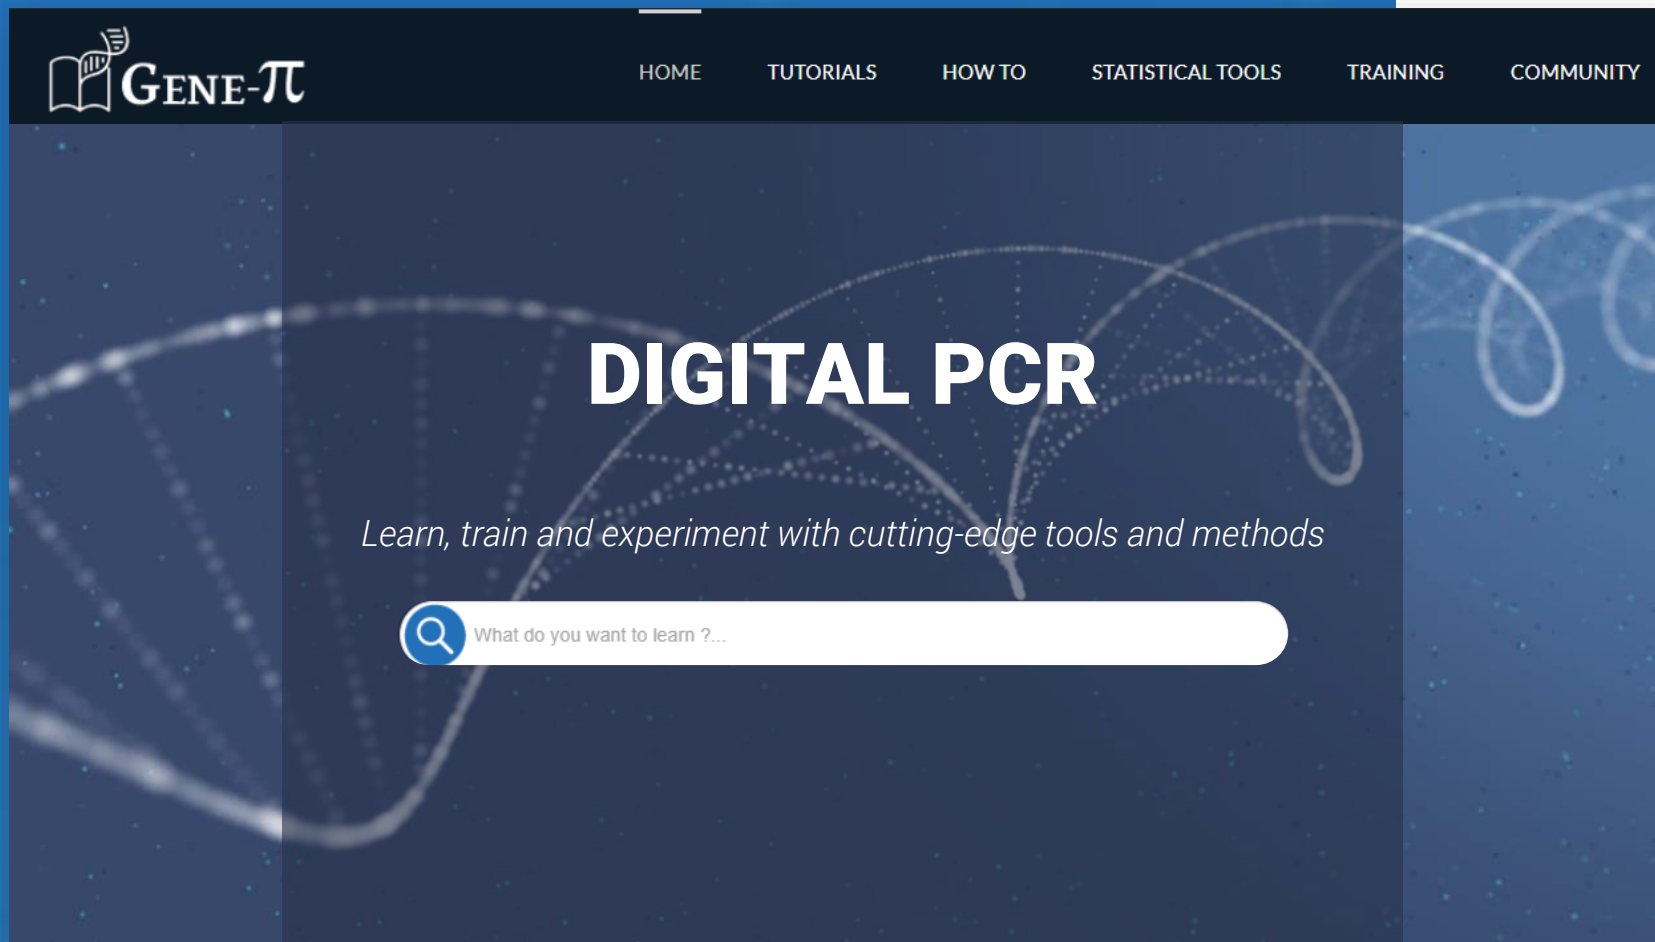 GENE-π
HOME TUTORIALS HOW TO STATISTICAL TOOLS TRAINING COMMUNITY
DIGITAL PCR
Learn, train and experiment with cutting-edge tools and methods
What do you want to learn ?...